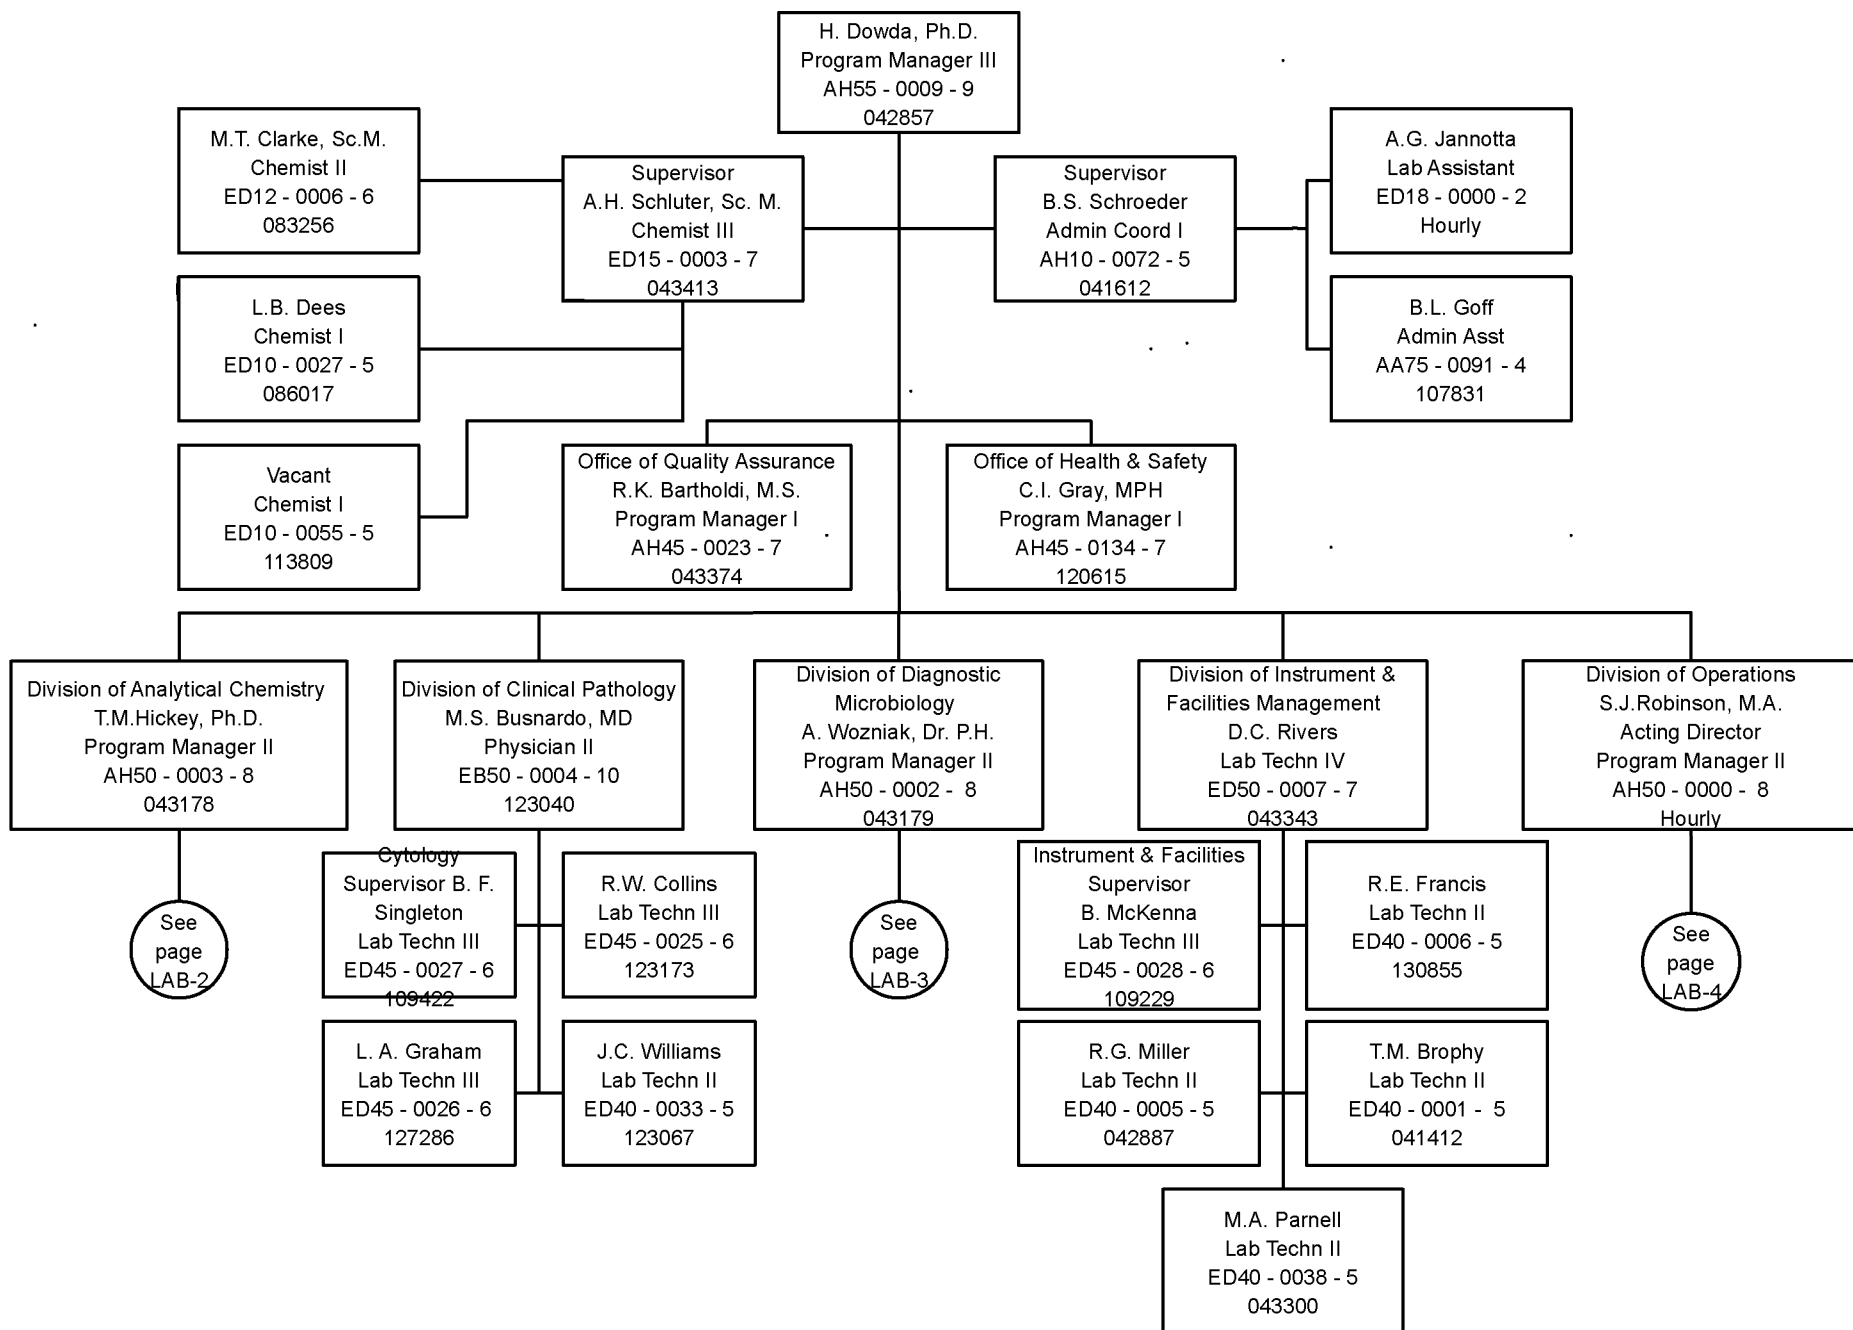 H. Dowda, Ph.D.
Program Manager III
AH55 - 0009 - 9
042857
M.T. Clarke, Sc.M.
Chemist II
ED12 - 0006 - 6
083256
Supervisor
A.H. Schluter, Sc. M.
Chemist III
ED15 - 0003 - 7
043413
Supervisor
B.S. Schroeder
Admin Coord I
AH10 - 0072 - 5
041612
A.G. Jannotta
Lab Assistant
ED18 - 0000 - 2
Hourly
L.B. Dees
Chemist I
ED10 - 0027 - 5
086017
B.L. Goff
Admin Asst
AA75 - 0091 - 4
107831
Vacant
Chemist I
ED10 - 0055 - 5
113809
Office of Quality Assurance
R.K. Bartholdi, M.S.
Program Manager I
AH45 - 0023 - 7
043374
Office of Health & Safety
C.I. Gray, MPH
Program Manager I
AH45 - 0134 - 7
120615
Division of Analytical Chemistry
T.M.Hickey, Ph.D.
Program Manager II
AH50 - 0003 - 8
043178
Division of Clinical Pathology
M.S. Busnardo, MD
Physician II
EB50 - 0004 - 10
123040
Division of Diagnostic
Microbiology
A. Wozniak, Dr. P.H.
Program Manager II
AH50 - 0002 - 8
043179
Division of Instrument &
Facilities Management
D.C. Rivers
Lab Techn IV
ED50 - 0007 - 7
043343
Division of Operations
S.J.Robinson, M.A.
Acting Director
Program Manager II
AH50 - 0000 - 8
Hourly
See
page
LAB-2
Cytology
Supervisor B. F.
Singleton
Lab Techn III
ED45 - 0027 - 6
109422
R.W. Collins
Lab Techn III
ED45 - 0025 - 6
123173
See
page
LAB-3
Instrument & Facilities
Supervisor
B. McKenna
Lab Techn III
ED45 - 0028 - 6
109229
R.E. Francis
Lab Techn II
ED40 - 0006 - 5
130855
See
page
LAB-4
L. A. Graham
Lab Techn III
ED45 - 0026 - 6
127286
J.C. Williams
Lab Techn II
ED40 - 0033 - 5
123067
R.G. Miller
Lab Techn II
ED40 - 0005 - 5
042887
T.M. Brophy
Lab Techn II
ED40 - 0001 - 5
041412
M.A. Parnell
Lab Techn II
ED40 - 0038 - 5
043300